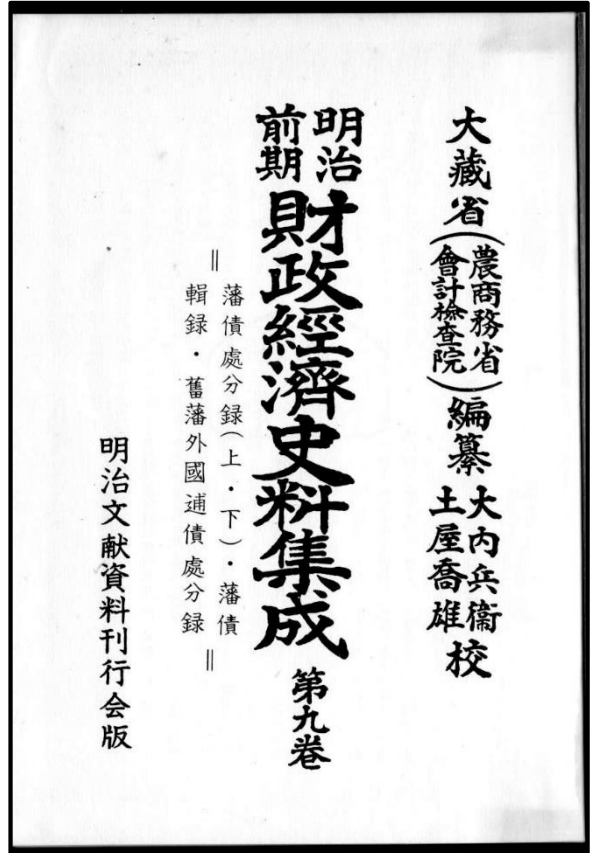 大藏省(農商務省會計檢査院)編纂 大内兵衞 土屋喬雄 校
明治前期 財政經濟史料集成 第九卷
＝藩債處分録(上・下)・藩債
輯録・舊藩外國逋債處分録＝
明治文献資料刊行会版